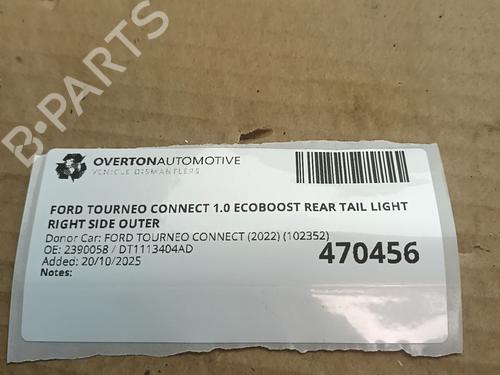 B-PARTS
OVERTONAUTOMOTIVE
VEHICLE DISMANTLERS
FORD TOURNEO CONNECT 1.0 ECOBOOST REAR TAIL LIGHT
RIGHT SIDE OUTER
Donor Car: FORD TOURNEO CONNECT (2022) (102352)
OE: 2390058 / DT1113404AD
Added: 20/10/2025
Notes:
470456